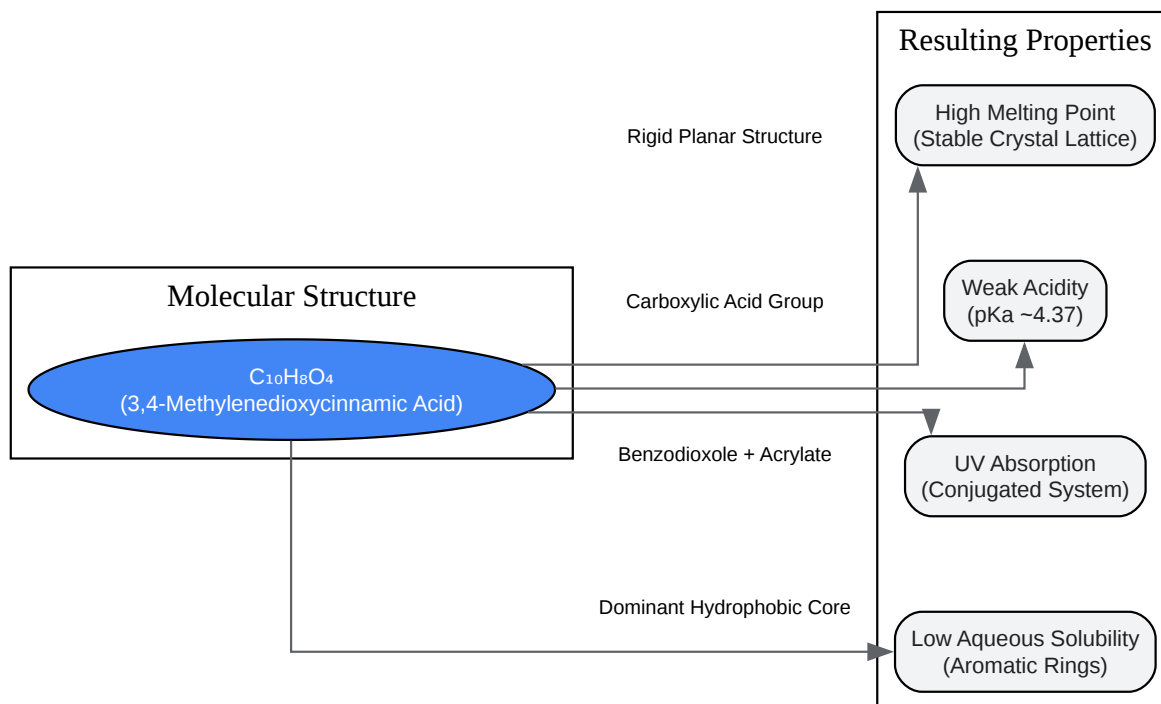 Resulting Properties
High Melting Point
(Stable Crystal Lattice)
Rigid Planar Structure
Molecular Structure
Carboxylic Acid Group
Weak Acidity
(pKa ~4.37)
C₁₀H₈O₄
(3,4-Methylenedioxycinnamic Acid)
Benzodioxole + Acrylate
UV Absorption
(Conjugated System)
Dominant Hydrophobic Core
Low Aqueous Solubility
(Aromatic Rings)